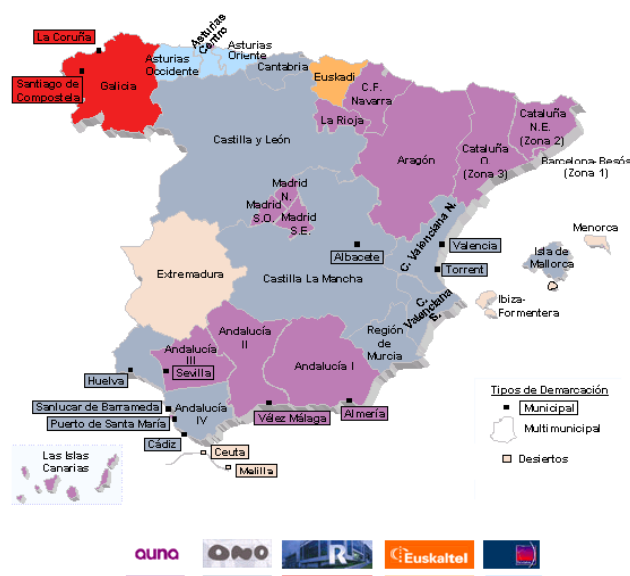 La Coruña
Santiago de
Compostela
Galicia
Asturias
Occidente
Asturias
Centro
Asturias
Oriente
Cantabria
Euskadi
C.F.
Navarra
La Rioja
Castilla y León
Aragón
Cataluña
O.
(Zona 3)
Cataluña
N.E.
(Zona 2)
Barcelona-Besós
(Zona 1)
Madrid
N.
Madrid
S.O.
Madrid
S.E.
Menorca
Isla de
Mallorca
Ibiza-
Formentera
C. Valenciana N.
Valencia
Torrent
Albacete
Castilla La Mancha
Extremadura
C.
Valenciana
S.
Región
de
Murcia
Andalucía
II
Andalucía
III
Andalucía I
Sevilla
Huelva
Sanlucar de Barrameda
Puerto de Santa María
Cádiz
Andalucía
IV
Vélez Málaga
Almería
Ceuta
Melilla
Las Islas
Canarias
Tipos de Demarcación
Municipal
Multimunicipal
Desiertos
auna
ONO
R
Euskaltel